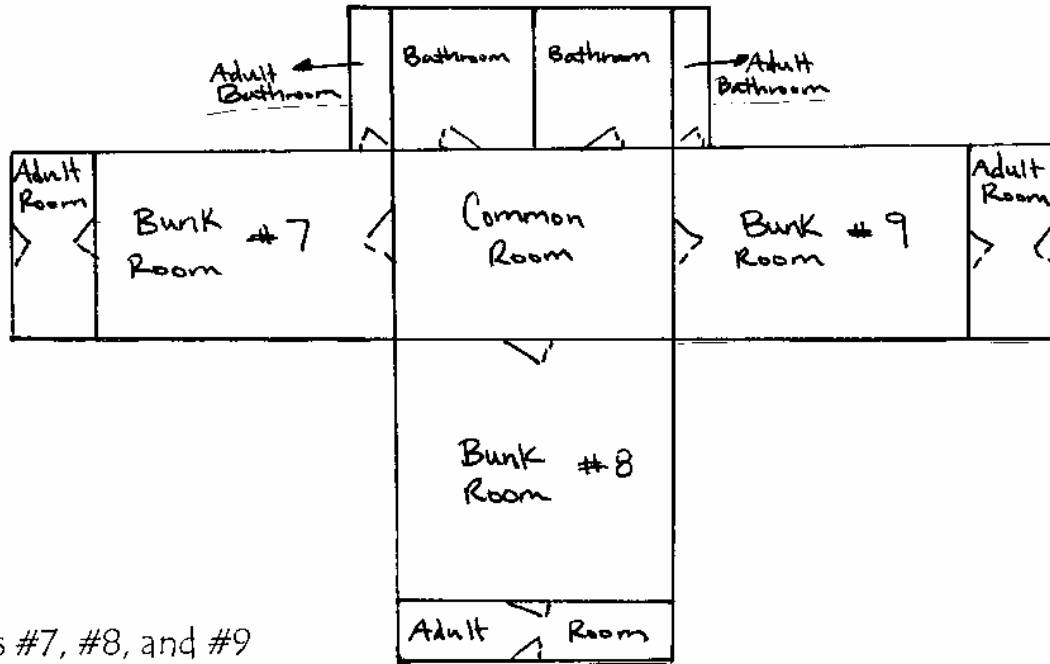 Bathroom
Bathroom
Adult
Bathroom
Adult
Bathroom
Adult
Room
Bunk #7
Room
Common
Room
Bunk #9
Room
Adult
Room
Bunk #8
Room
Adult Room
s #7, #8, and #9